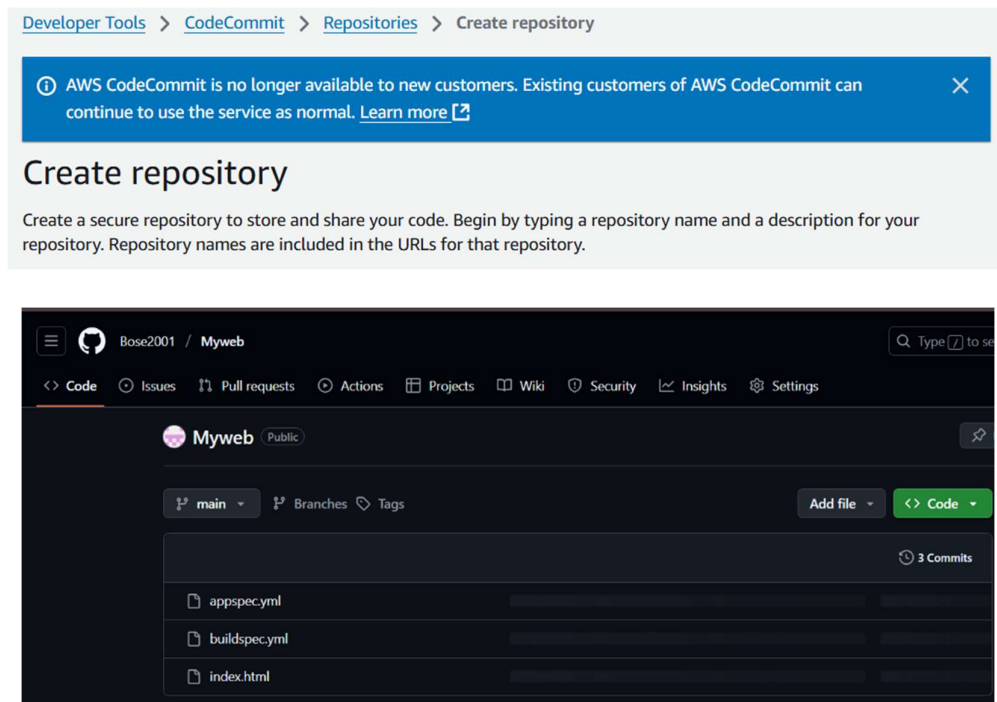 Developer Tools > CodeCommit > Repositories > Create repository
AWS CodeCommit is no longer available to new customers. Existing customers of AWS CodeCommit can
continue to use the service as normal. Learn more
Create repository
Create a secure repository to store and share your code. Begin by typing a repository name and a description for your
repository. Repository names are included in the URLs for that repository.
Bose2001 / Myweb
Type / to se
<> Code Issues Pull requests Actions Projects Wiki Security Insights Settings
Myweb Public
main Branches Tags Add file <> Code
3 Commits
appspec.yml
buildspec.yml
index.html